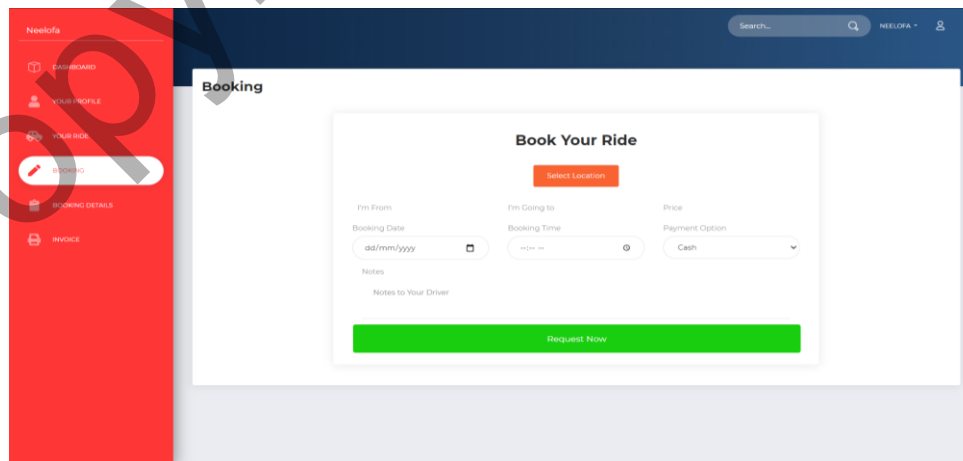 Neelofa
DASHBOARD
YOUR PROFILE
YOUR RIDE
BOOKING
BOOKING DETAILS
INVOICE
Search...
NEELOFA
Booking
Book Your Ride
Select Location
I'm From I'm Going to Price
Booking Date Booking Time Payment Option
dd/mm/yyyy --:-- -- Cash
Notes
Notes to Your Driver
Request Now